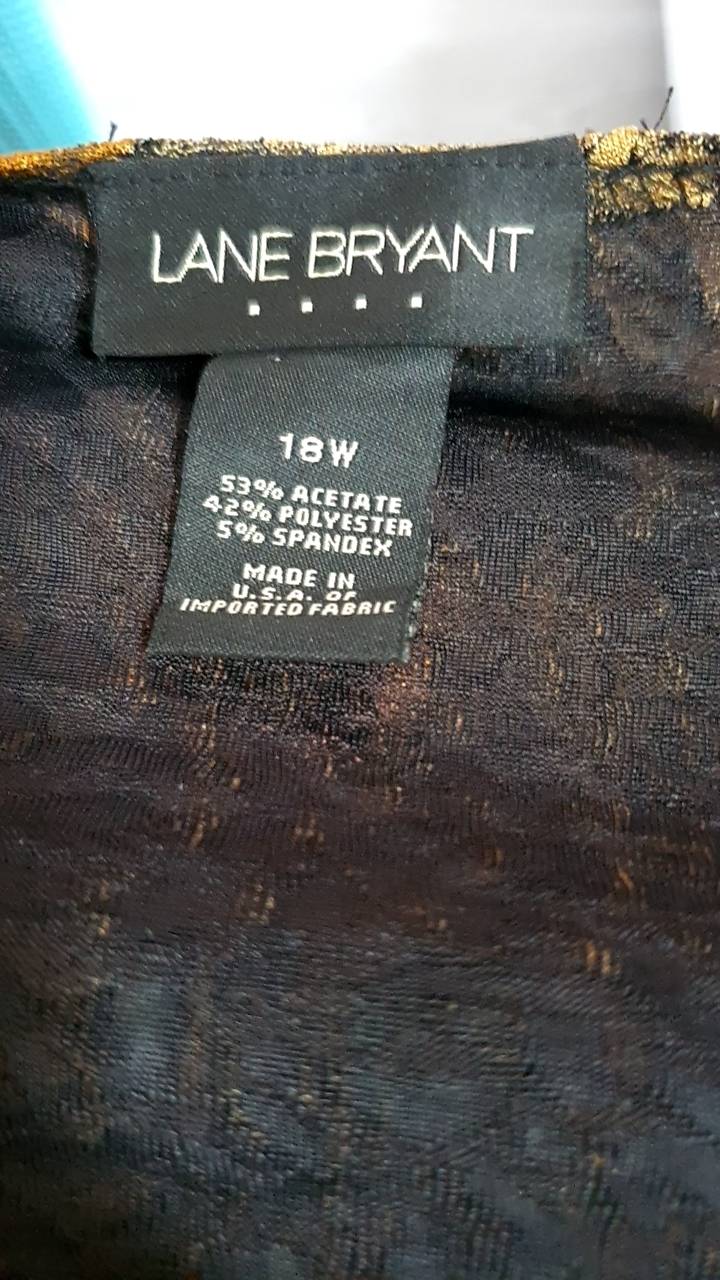 LANE BRYANT
18W
53% ACETATE
42% POLYESTER
5% SPANDEX
MADE IN
U.S.A. OF
IMPORTED FABRIC